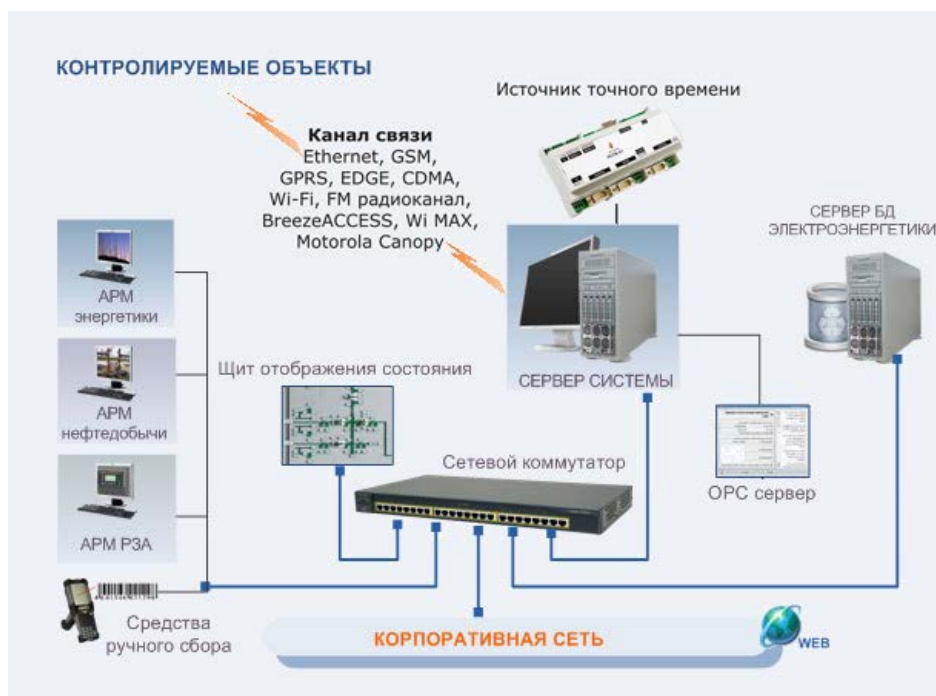 КОНТРОЛИРУЕМЫЕ ОБЪЕКТЫ
Источник точного времени
Канал связи
Ethernet, GSM,
GPRS, EDGE, CDMA,
Wi-Fi, FM радиоканал,
BreezeACCESS, Wi MAX,
Motorola Canopy
СЕРВЕР БД
ЭЛЕКТРОЭНЕРГЕТИКИ
АРМ
энергетики
Щит отображения состояния
СЕРВЕР СИСТЕМЫ
АРМ
нефтедобычи
Сетевой коммутатор
OPC сервер
АРМ РЗА
Средства
ручного сбора
КОРПОРАТИВНАЯ СЕТЬ
WEB